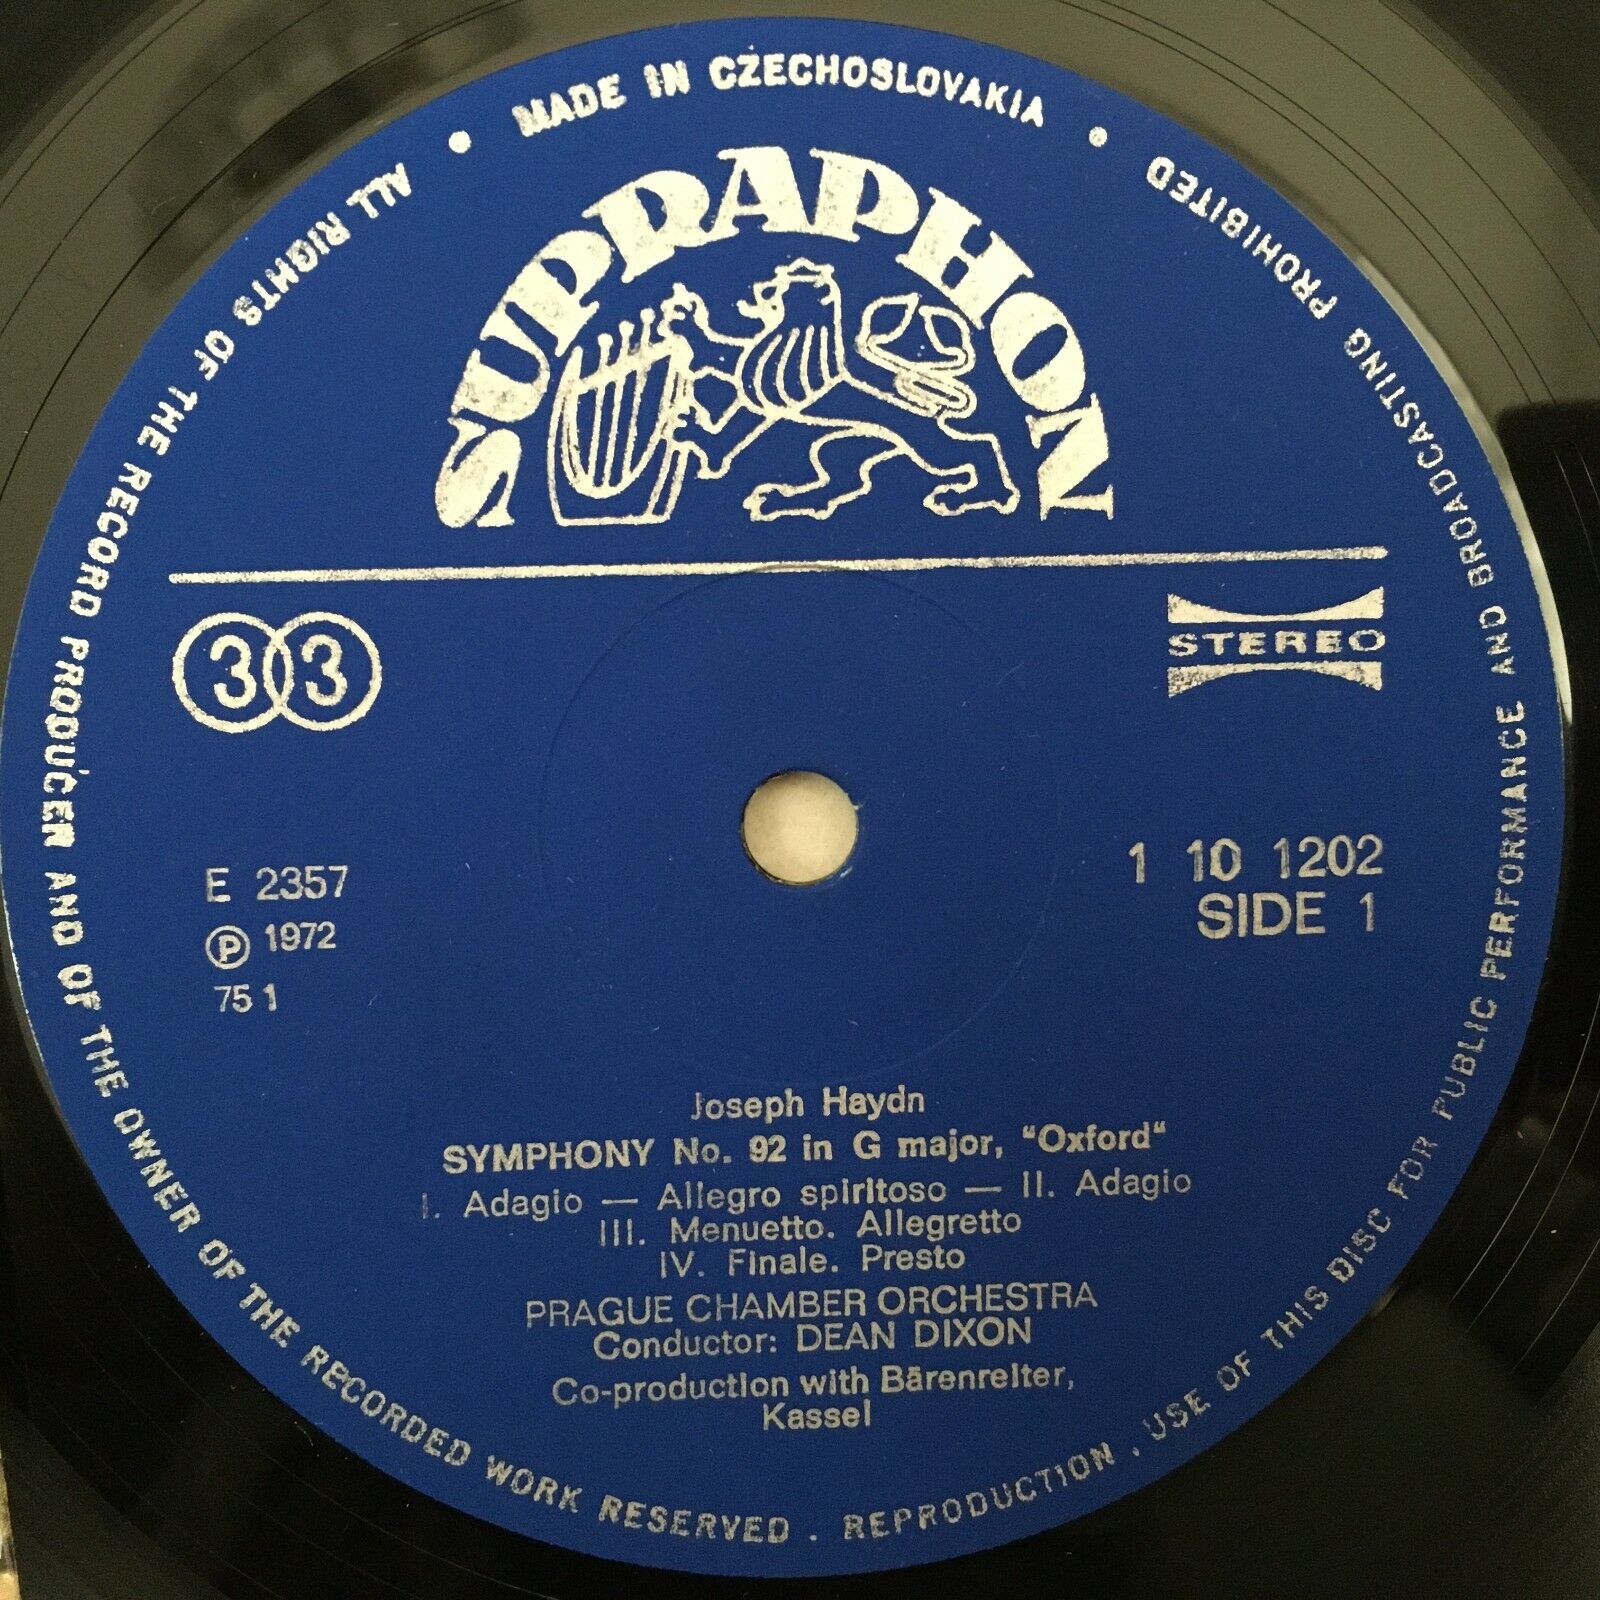 MADE IN CZECHOSLOVAKIA
ALL RIGHTS OF THE RECORD PRODUCER AND OF THE OWNER OF THE RECORDED WORK RESERVED . REPRODUCTION . USE OF THIS DISC FOR PUBLIC PERFORMANCE AND BROADCASTING PROHIBITED
SUPRAPHON
33
STEREO
E 2357
Ⓟ 1972
75 1
1 10 1202
SIDE 1
Joseph Haydn
SYMPHONY No. 92 in G major, "Oxford"
I. Adagio — Allegro spiritoso — II. Adagio
III. Menuetto. Allegretto
IV. Finale. Presto
PRAGUE CHAMBER ORCHESTRA
Conductor: DEAN DIXON
Co-production with Bärenreiter,
Kassel